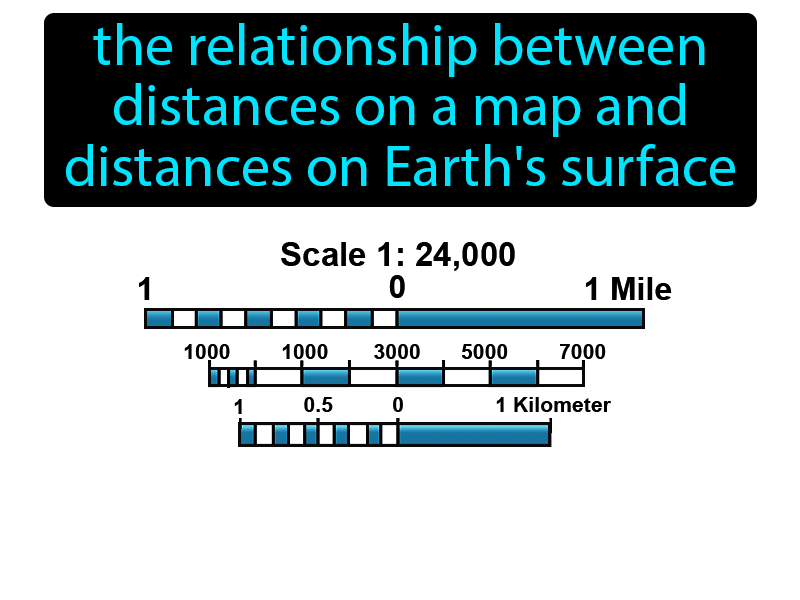 the relationship between
distances on a map and
distances on Earth's surface
Scale 1: 24,000
1 0 1 Mile
1000 1000 3000 5000 7000
1 0.5 0 1 Kilometer